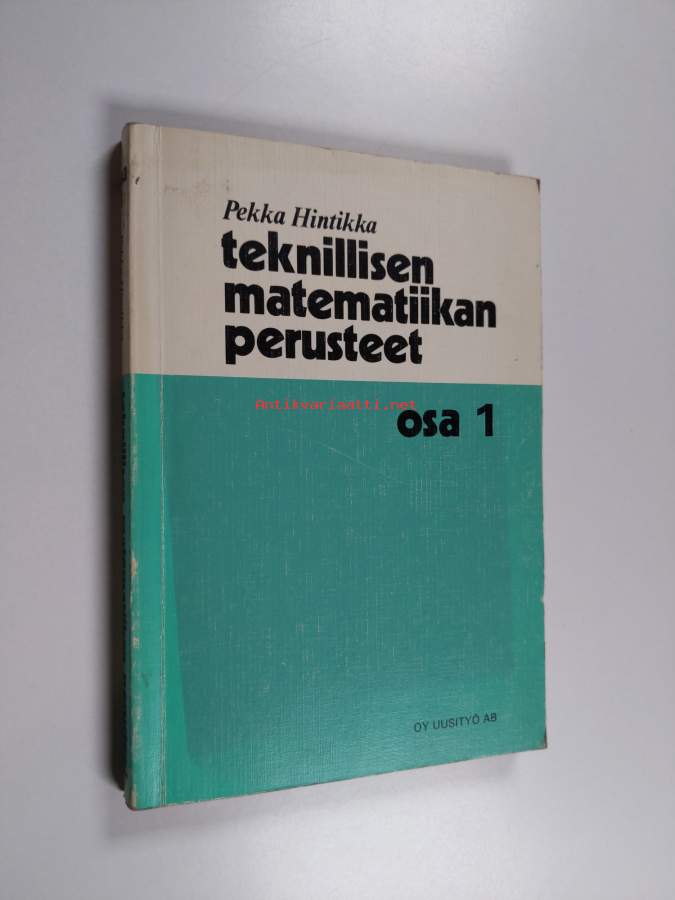 Pekka Hintikka
teknillisen
matematiikan
perusteet
Antikvariaatti.net
osa 1
OY UUSITYÖ AB